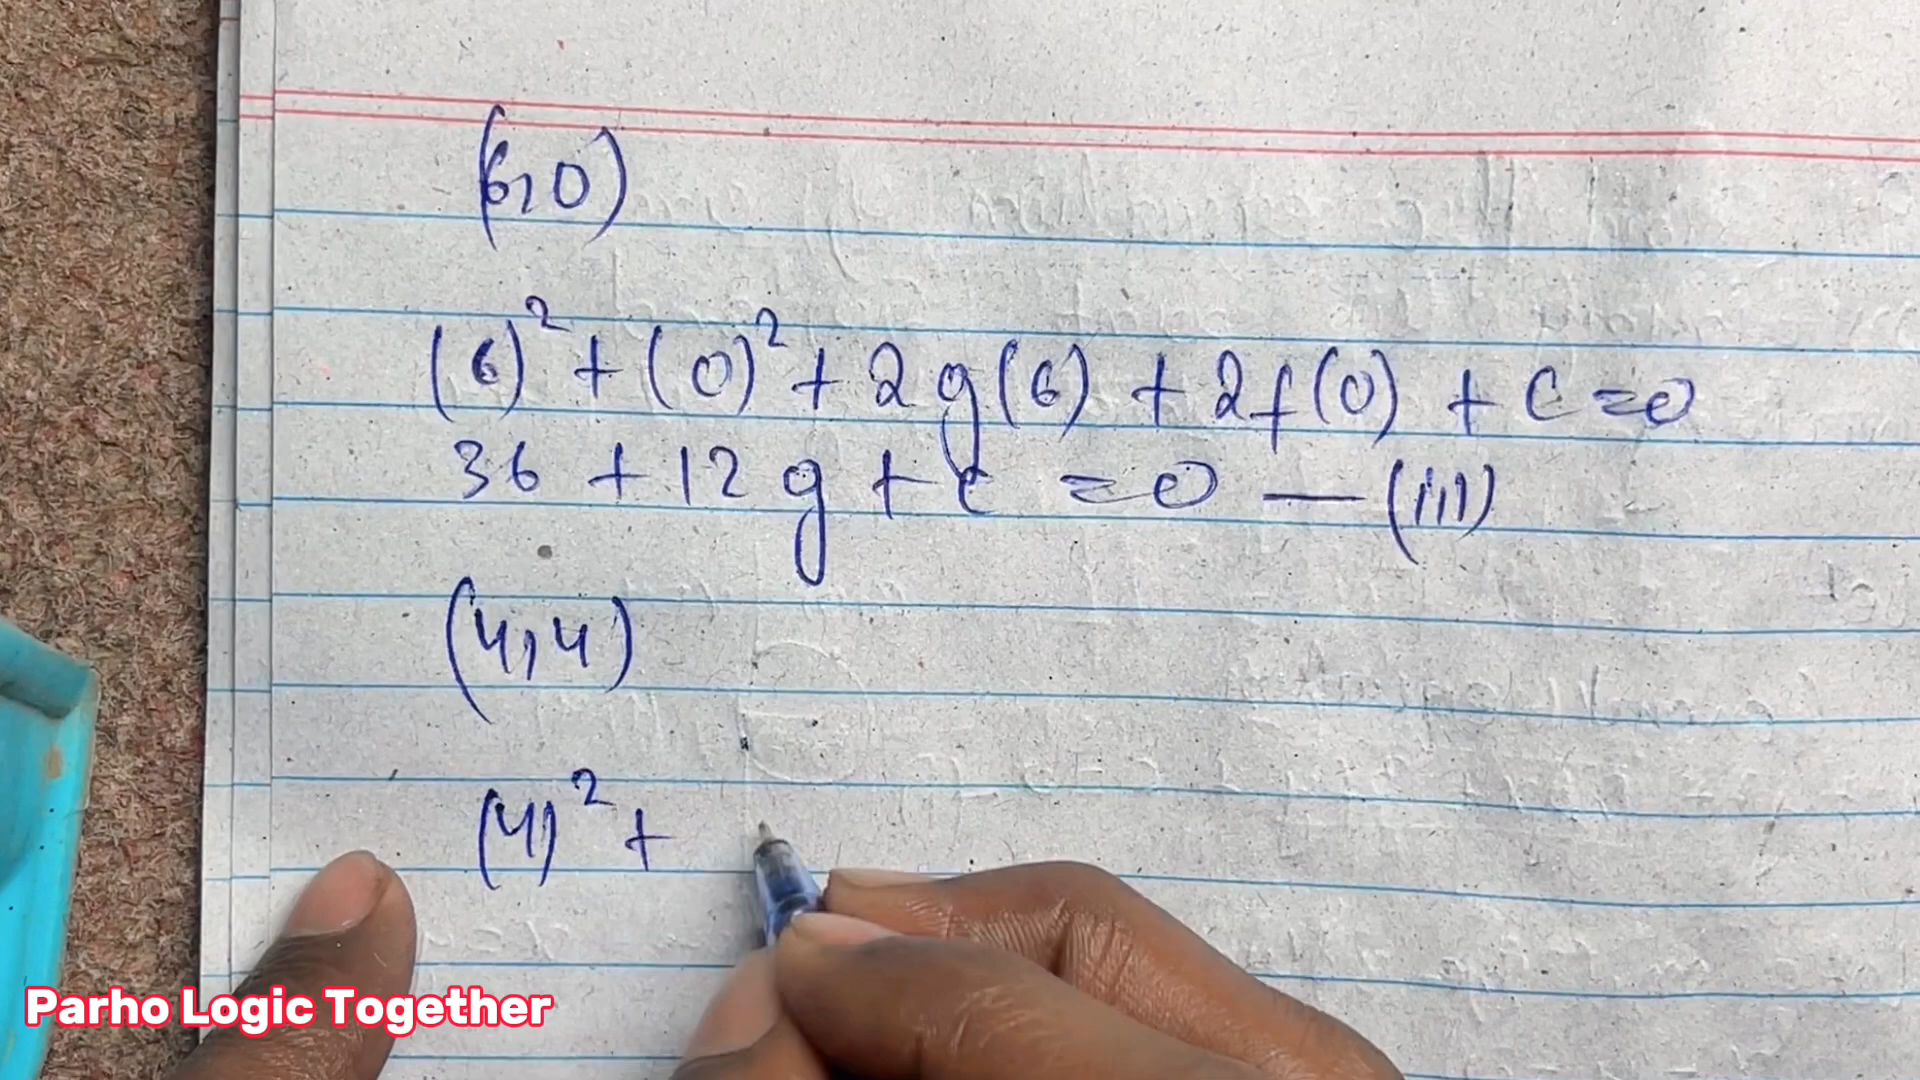 (6,0)
(6)² + (0)² + 2g(6) + 2f(0) + c = 0
36 + 12g + c = 0 — (iii)
(4,4)
(4)² +
Parho Logic Together